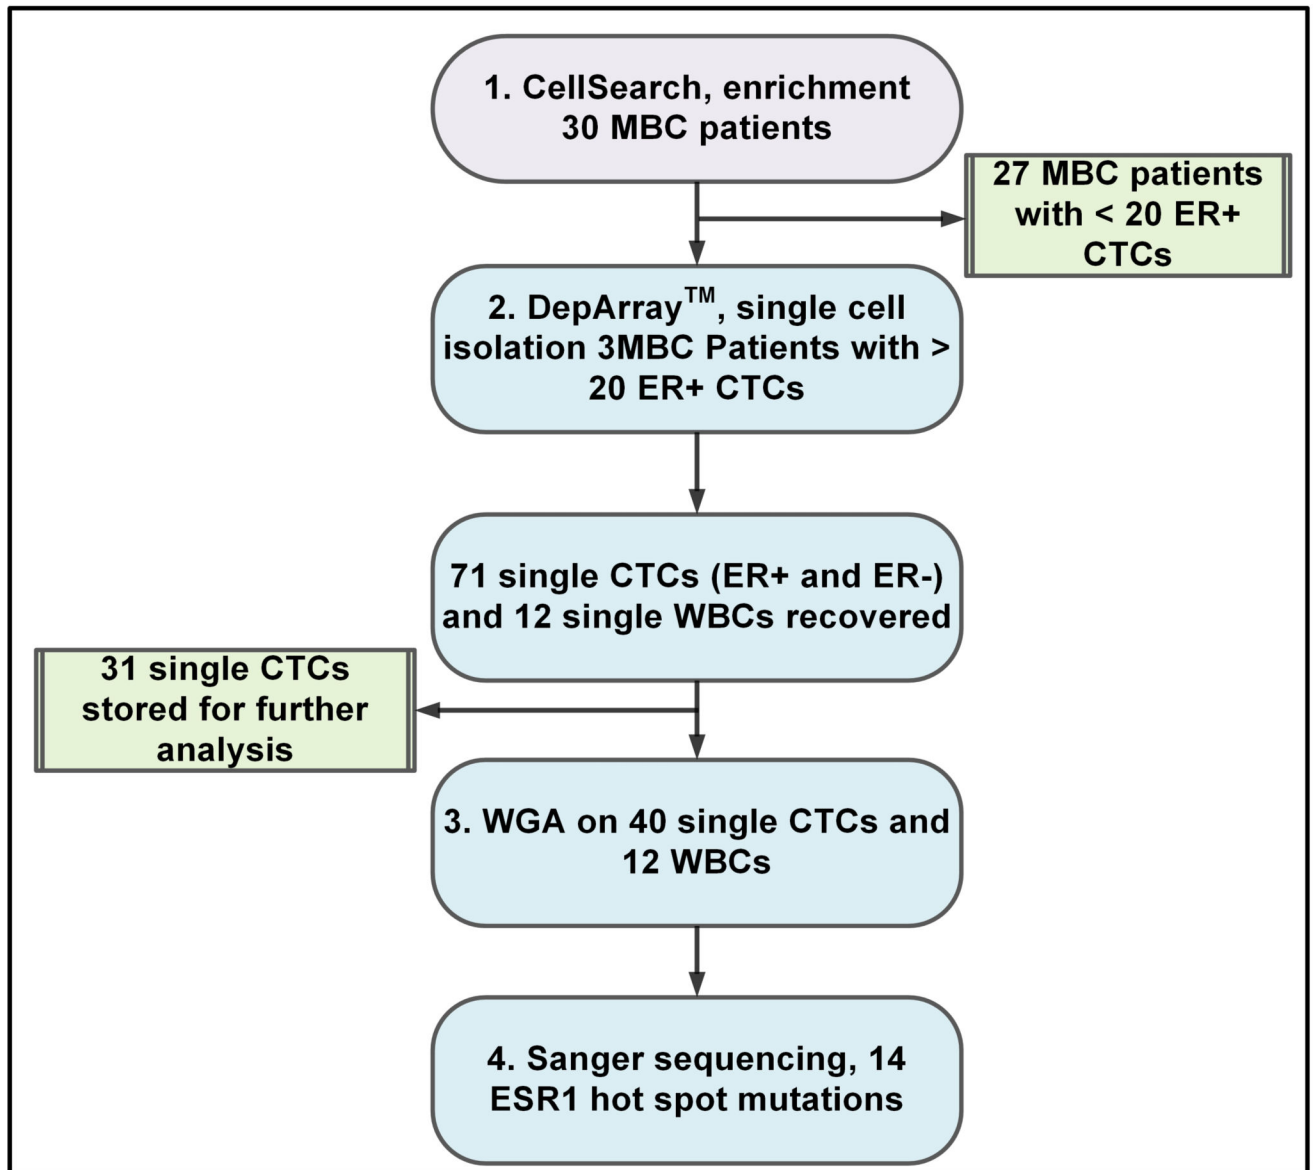 1. CellSearch, enrichment
30 MBC patients
27 MBC patients
with < 20 ER+
CTCs
2. DepArray™, single cell
isolation 3MBC Patients with >
20 ER+ CTCs
71 single CTCs (ER+ and ER-)
and 12 single WBCs recovered
31 single CTCs
stored for further
analysis
3. WGA on 40 single CTCs and
12 WBCs
4. Sanger sequencing, 14
ESR1 hot spot mutations